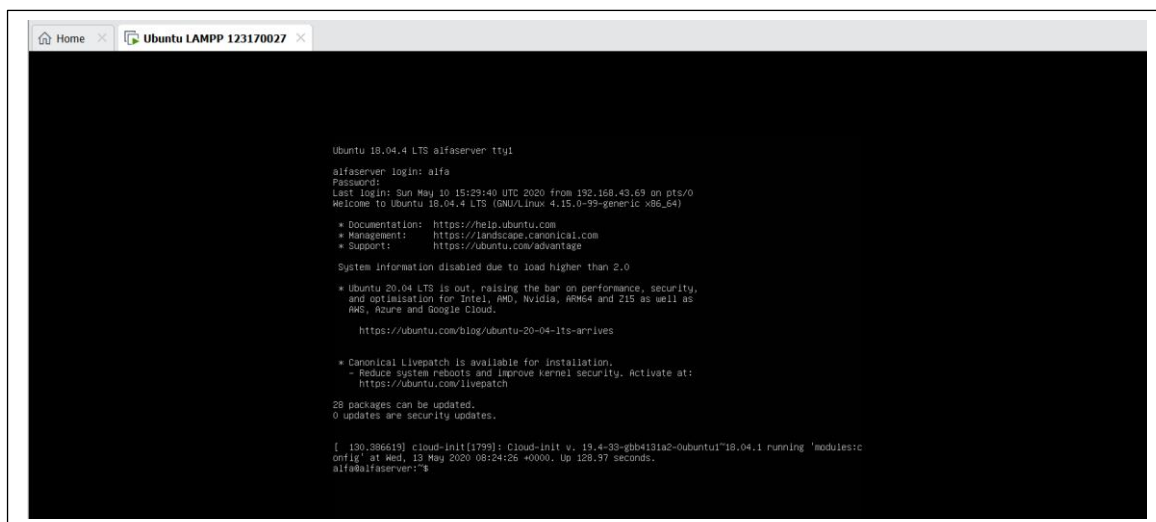 Home
Ubuntu LAMPP 123170027
Ubuntu 18.04.4 LTS alfaserver tty1
alfaserver login: alfa
Password:
Last login: Sun May 10 15:29:40 UTC 2020 from 192.168.43.69 on pts/0
Welcome to Ubuntu 18.04.4 LTS (GNU/Linux 4.15.0-99-generic x86_64)
* Documentation:  https://help.ubuntu.com
* Management:     https://landscape.canonical.com
* Support:        https://ubuntu.com/advantage
System information disabled due to load higher than 2.0
* Ubuntu 20.04 LTS is out, raising the bar on performance, security,
and optimisation for Intel, AMD, Nvidia, ARM64 and Z15 as well as
AWS, Azure and Google Cloud.
https://ubuntu.com/blog/ubuntu-20-04-lts-arrives
* Canonical Livepatch is available for installation.
- Reduce system reboots and improve kernel security. Activate at:
https://ubuntu.com/livepatch
28 packages can be updated.
0 updates are security updates.
[  130.386619] cloud-init[1799]: Cloud-init v. 19.4-33-gbb4131a2-0ubuntu1~18.04.1 running 'modules:c
onfig' at Wed, 13 May 2020 08:24:26 +0000. Up 128.97 seconds.
alfa@alfaserver:~$